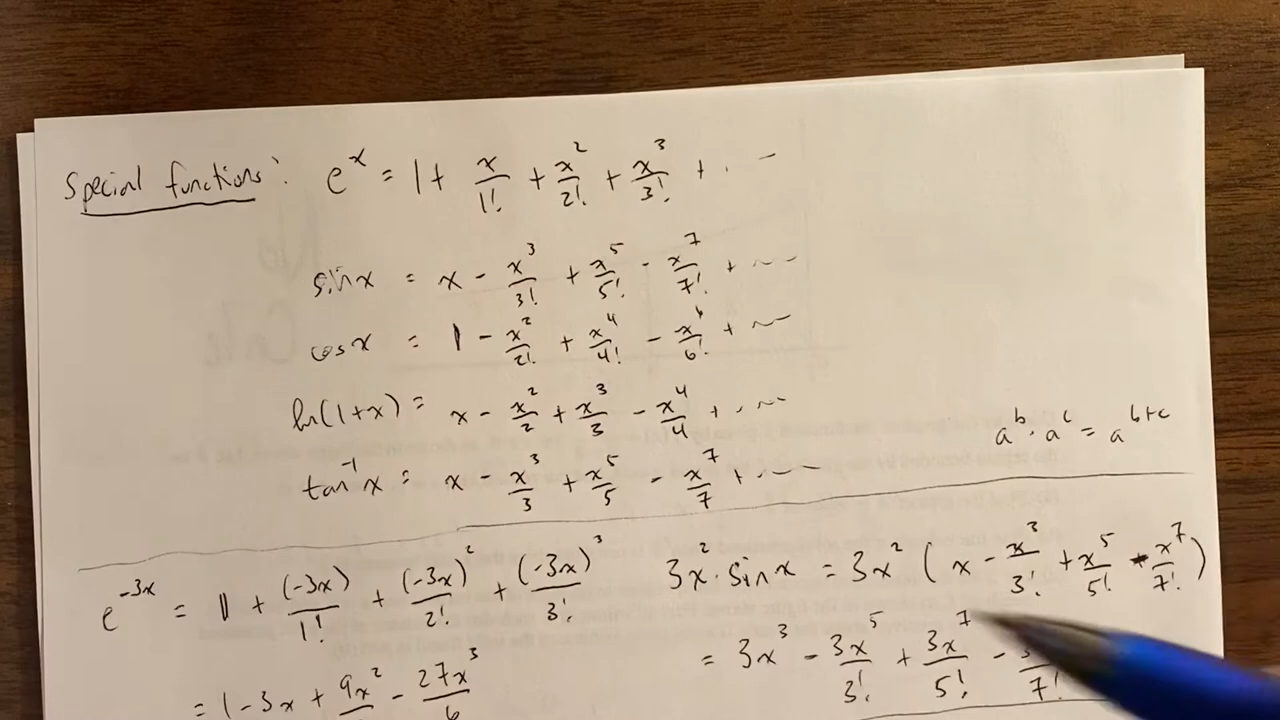 Special functions: e^x = 1 + x/1! + x^2/2! + x^3/3! + ...
sin x = x - x^3/3! + x^5/5! - x^7/7! + ...
cos x = 1 - x^2/2! + x^4/4! - x^6/6! + ...
ln(1+x) = x - x^2/2 + x^3/3 - x^4/4 + ...
a^b · a^c = a^(b+c)
tan^-1 x = x - x^3/3 + x^5/5 - x^7/7 + ...
e^-3x = 1 + (-3x)/1! + (-3x)^2/2! + (-3x)^3/3!
= 1 - 3x + 9x^2/ - 27x^3/6
3x^2 · sin x = 3x^2 (x - x^3/3! + x^5/5! - x^7/7!)
= 3x^3 - 3x^5/3! + 3x^7/5! - 3/7!